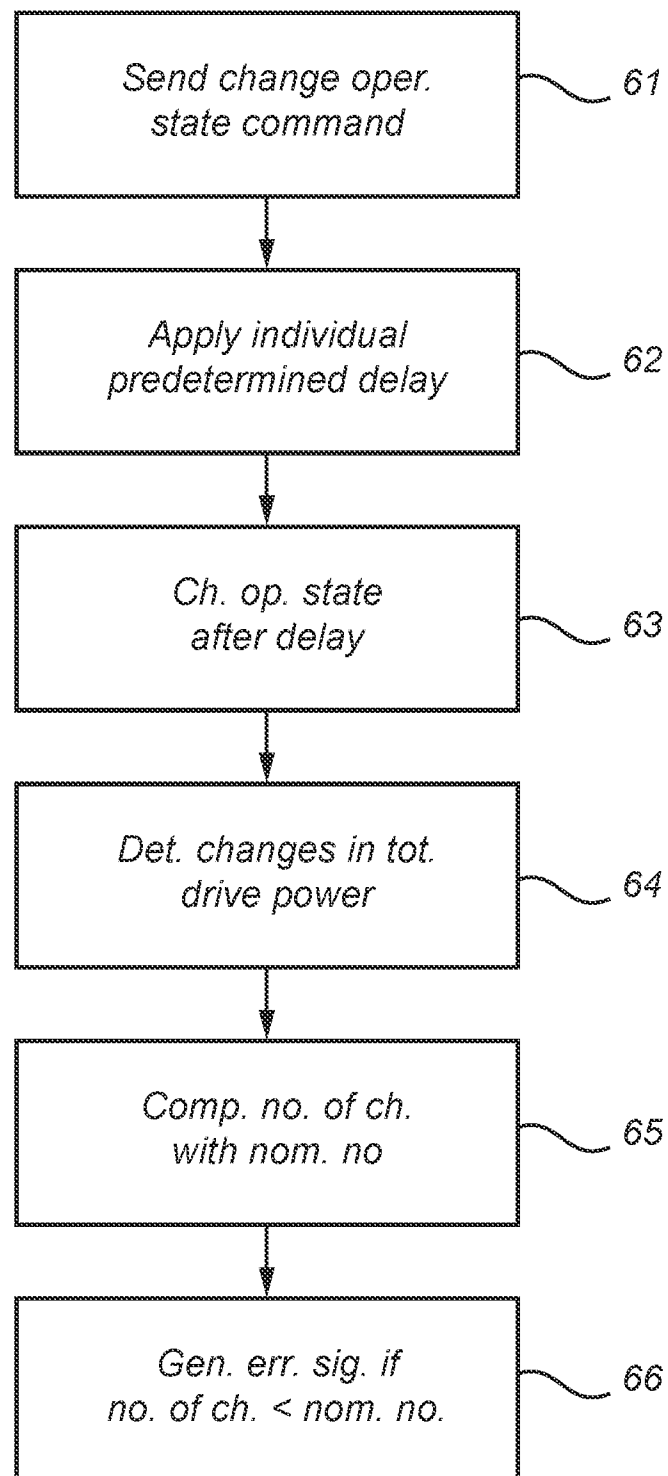 Send change oper.
state command
61
Apply individual
predetermined delay
62
Ch. op. state
after delay
63
Det. changes in tot.
drive power
64
Comp. no. of ch.
with nom. no
65
Gen. err. sig. if
no. of ch. < nom. no.
66